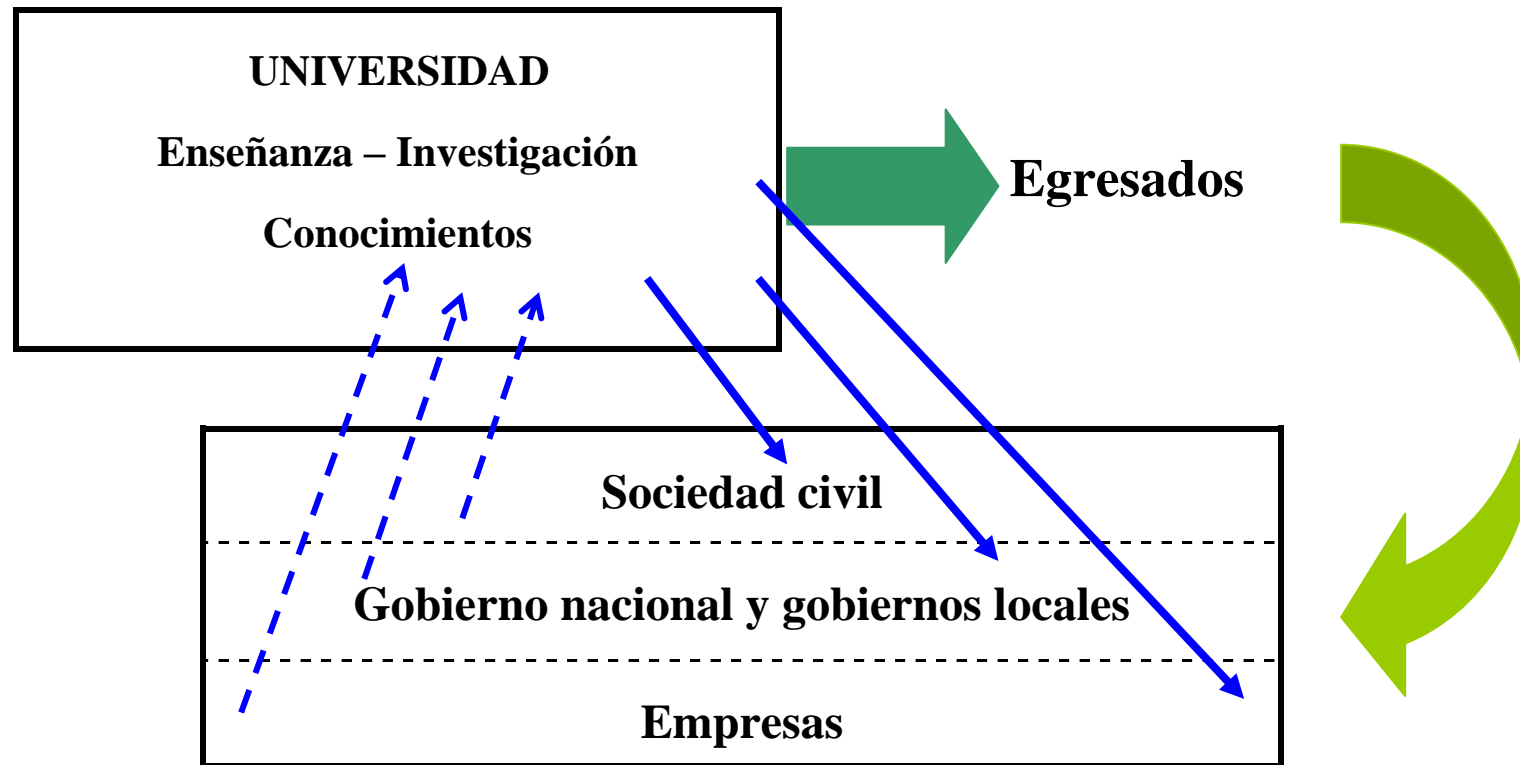 UNIVERSIDAD
Enseñanza – Investigación
Conocimientos
Egresados
Sociedad civil
Gobierno nacional y gobiernos locales
Empresas